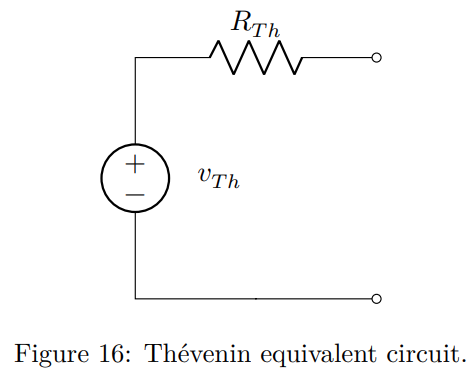 R_Th
+
−
v_Th
Figure 16: Thévenin equivalent circuit.